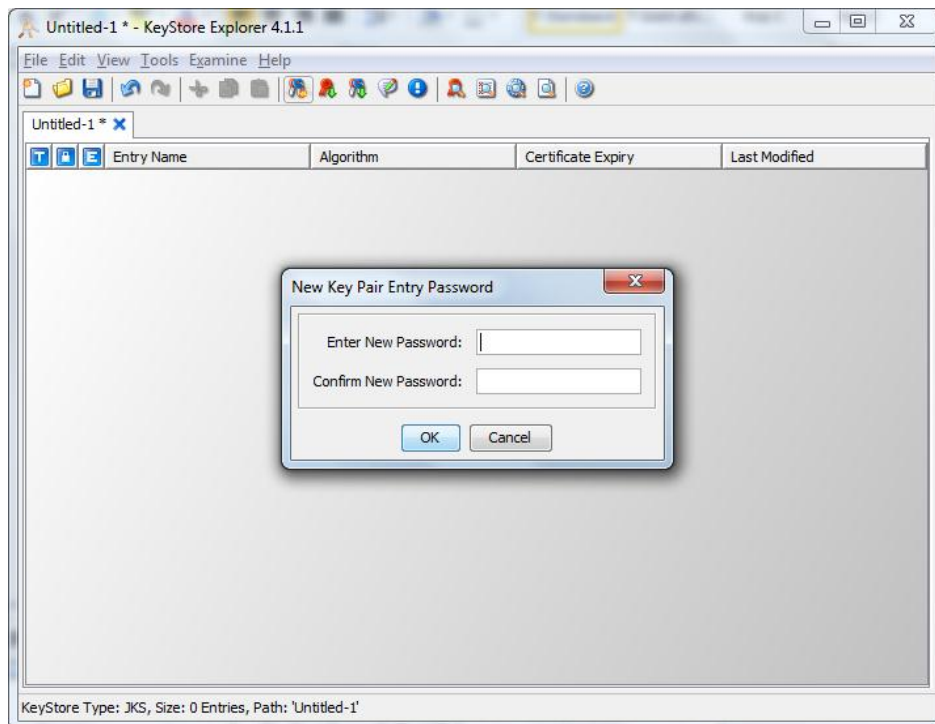 Untitled-1 * - KeyStore Explorer 4.1.1
File Edit View Tools Examine Help
Untitled-1 *
T E Entry Name Algorithm Certificate Expiry Last Modified
New Key Pair Entry Password
Enter New Password:
Confirm New Password:
OK Cancel
KeyStore Type: JKS, Size: 0 Entries, Path: 'Untitled-1'